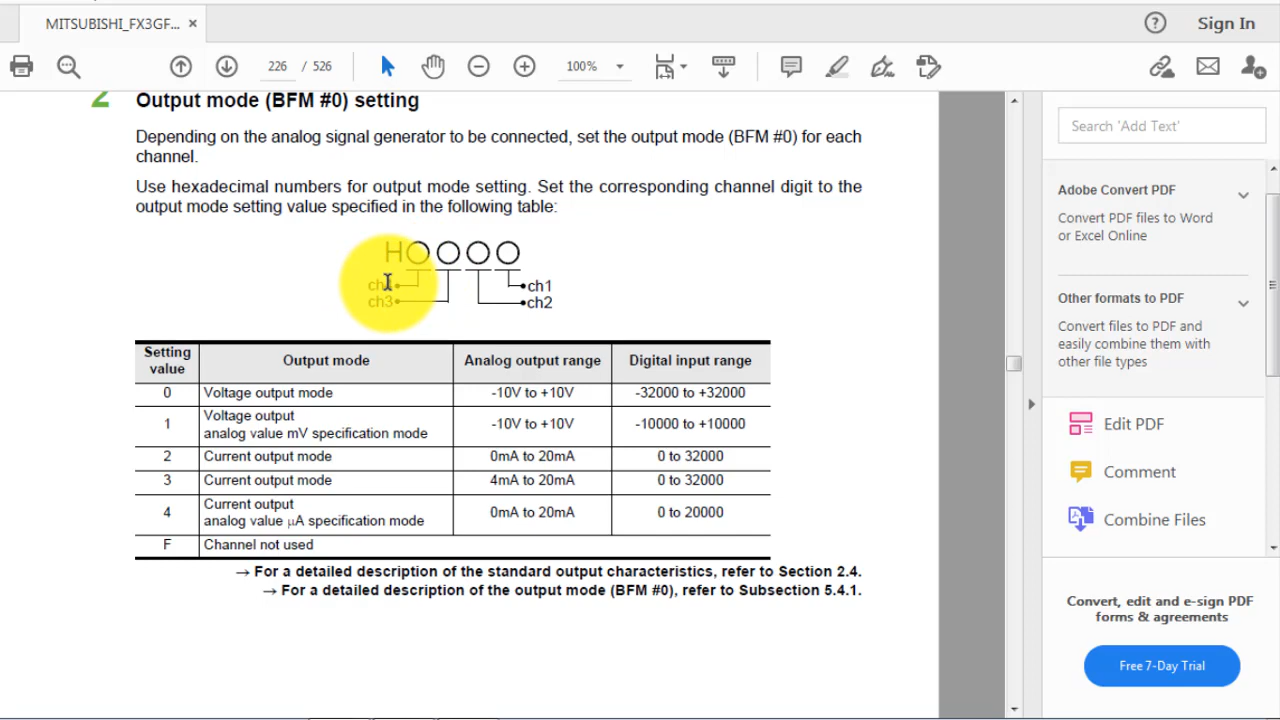 MITSUBISHI_FX3GF... ×
? Sign In
226 / 526
100%
2 Output mode (BFM #0) setting
Depending on the analog signal generator to be connected, set the output mode (BFM #0) for each
channel.
Use hexadecimal numbers for output mode setting. Set the corresponding channel digit to the
output mode setting value specified in the following table:
H○○○○
ch4 ch1
ch3 ch2
Setting value Output mode Analog output range Digital input range
0 Voltage output mode -10V to +10V -32000 to +32000
1 Voltage output analog value mV specification mode -10V to +10V -10000 to +10000
2 Current output mode 0mA to 20mA 0 to 32000
3 Current output mode 4mA to 20mA 0 to 32000
4 Current output analog value µA specification mode 0mA to 20mA 0 to 20000
F Channel not used
→ For a detailed description of the standard output characteristics, refer to Section 2.4.
→ For a detailed description of the output mode (BFM #0), refer to Subsection 5.4.1.
Search 'Add Text'
Adobe Convert PDF
Convert PDF files to Word
or Excel Online
Other formats to PDF
Convert files to PDF and
easily combine them with
other file types
Edit PDF
Comment
Combine Files
Convert, edit and e-sign PDF
forms & agreements
Free 7-Day Trial